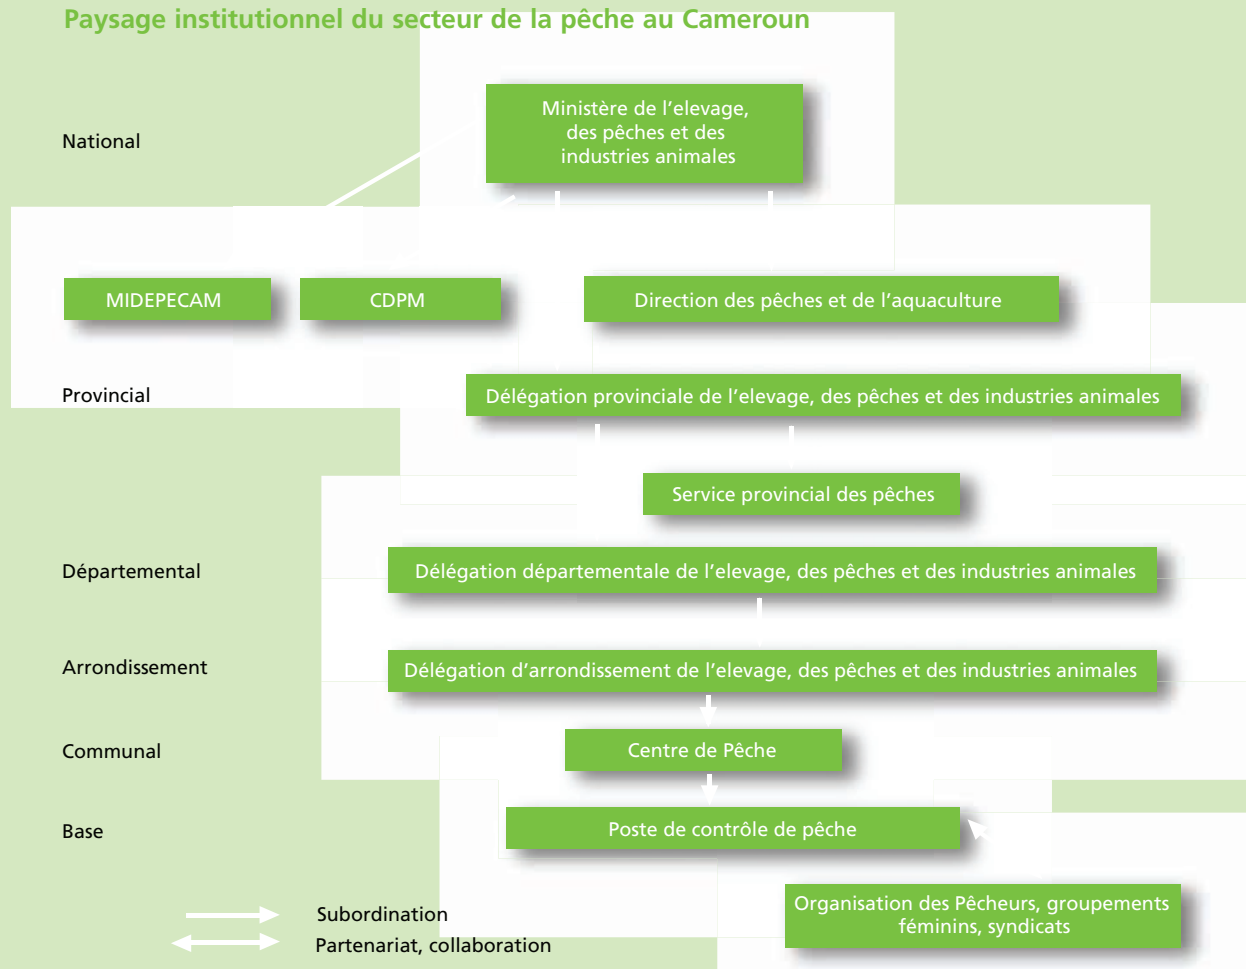 Paysage institutionnel du secteur de la pêche au Cameroun
National
Ministère de l'elevage,
des pêches et des
industries animales
MIDEPECAM
CDPM
Direction des pêches et de l'aquaculture
Provincial
Délégation provinciale de l'elevage, des pêches et des industries animales
Service provincial des pêches
Départemental
Délégation départementale de l'elevage, des pêches et des industries animales
Arrondissement
Délégation d'arrondissement de l'elevage, des pêches et des industries animales
Communal
Centre de Pêche
Base
Poste de contrôle de pêche
Organisation des Pêcheurs, groupements
féminins, syndicats
Subordination
Partenariat, collaboration